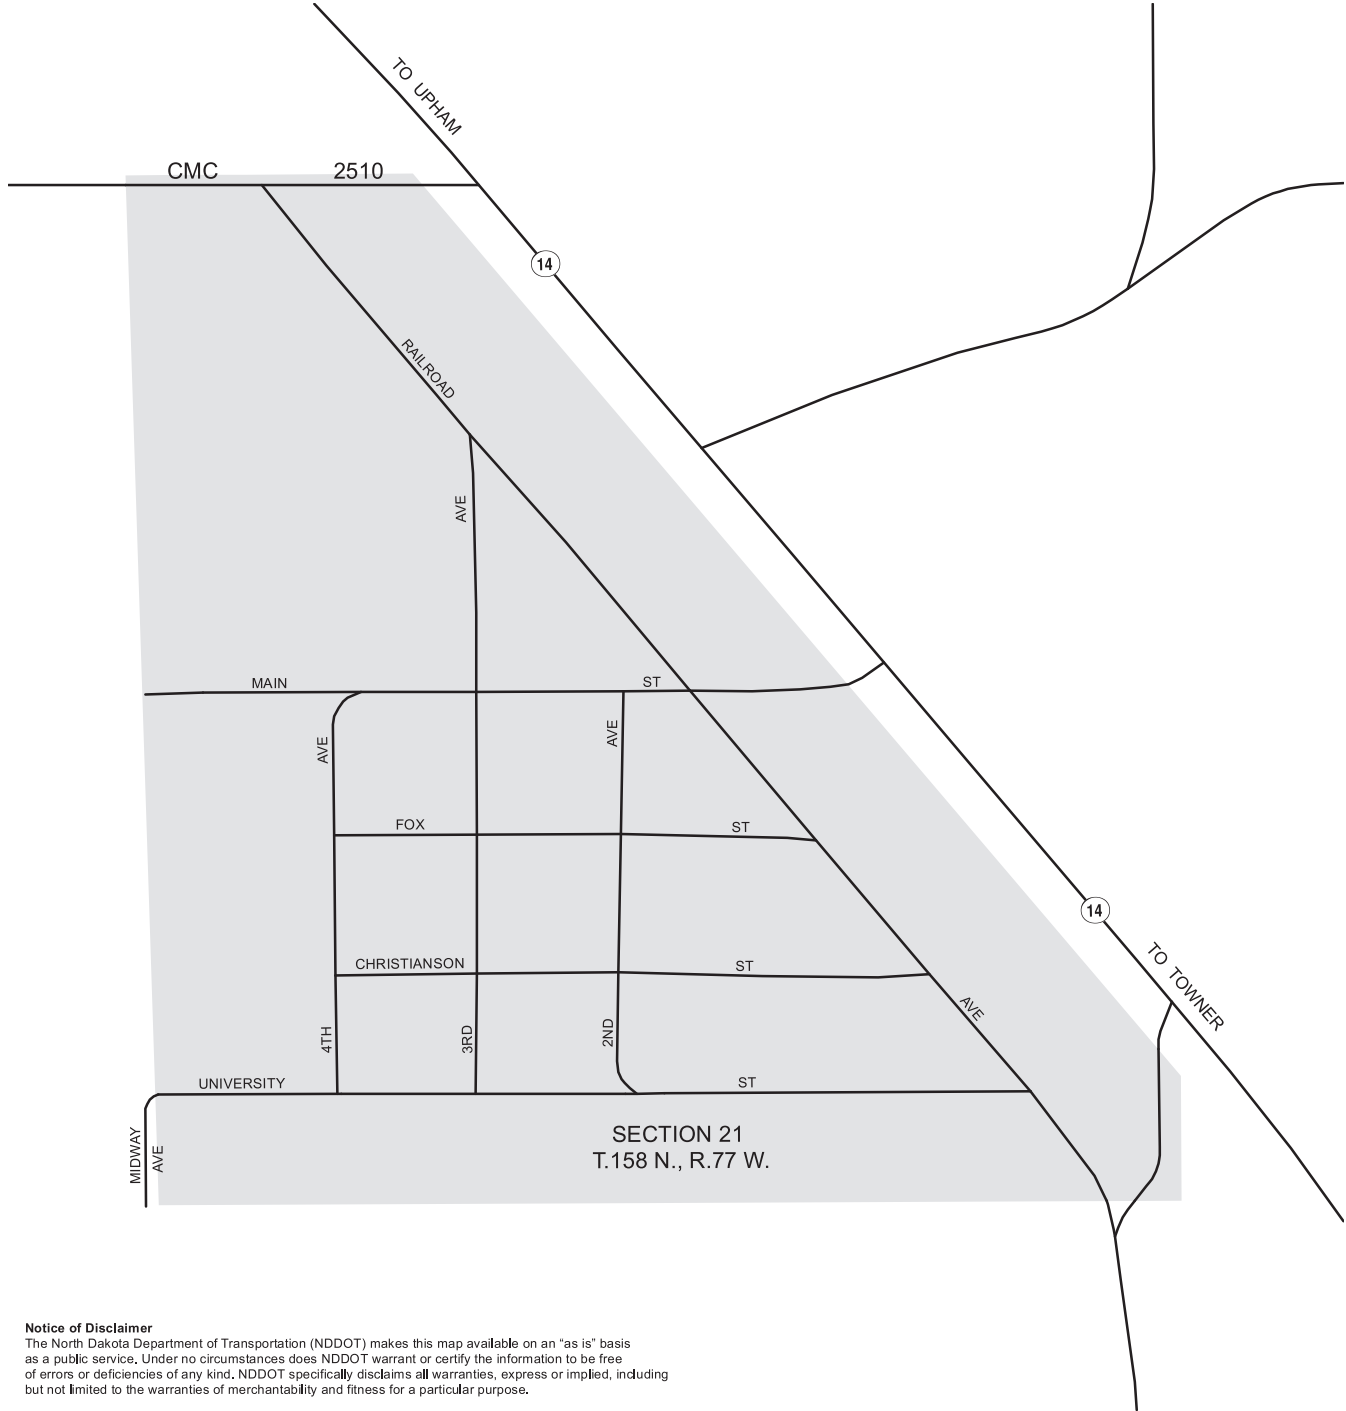 TO UPHAM
CMC 2510
14
RAILROAD
AVE
MAIN ST
AVE
AVE
FOX ST
14
CHRISTIANSON ST
TO TOWNER
AVE
4TH
3RD
2ND
UNIVERSITY ST
SECTION 21
T.158 N., R.77 W.
MIDWAY
AVE
Notice of Disclaimer
The North Dakota Department of Transportation (NDDOT) makes this map available on an “as is” basis
as a public service. Under no circumstances does NDDOT warrant or certify the information to be free
of errors or deficiencies of any kind. NDDOT specifically disclaims all warranties, express or implied, including
but not limited to the warranties of merchantability and fitness for a particular purpose.